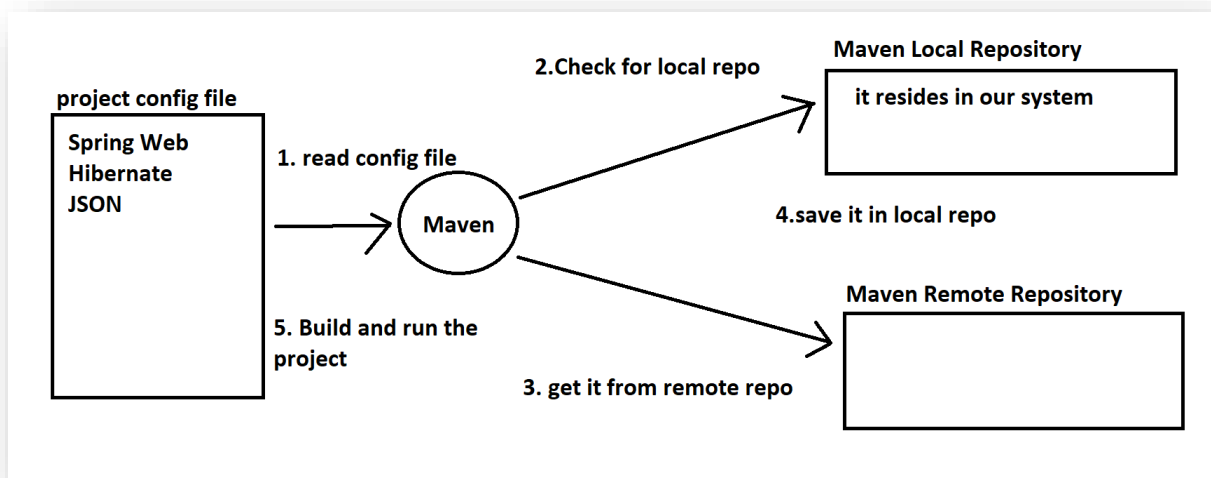 project config file
Spring Web
Hibernate
JSON
1. read config file
Maven
2.Check for local repo
Maven Local Repository
it resides in our system
4.save it in local repo
Maven Remote Repository
3. get it from remote repo
5. Build and run the
project